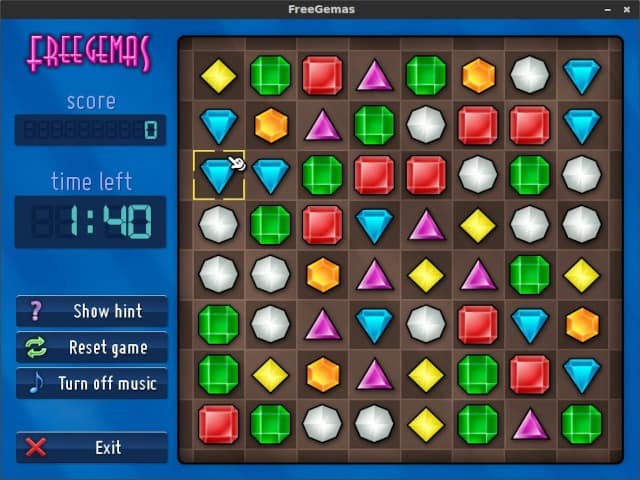 FreeGemas
FREEGEMAS
score
0
time left
1:40
Show hint
Reset game
Turn off music
Exit